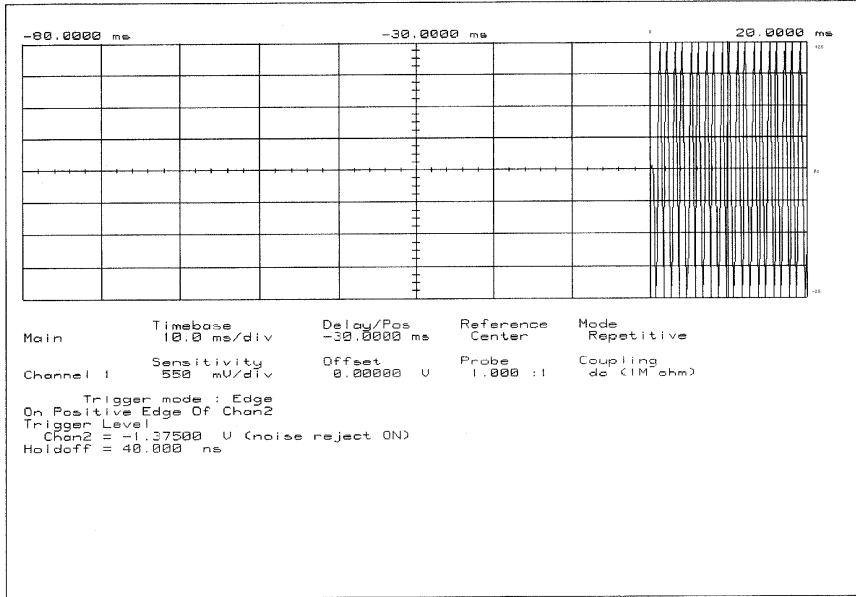 -80.0000 ms -30.0000 ms 20.0000 ms
Timebase Delay/Pos Reference Mode
Main 10.0 ms/div -30.0000 ms Center Repetitive
Sensitivity Offset Probe Coupling
Channel 1 550 mV/div 0.00000 V 1.000 :1 dc (1M ohm)
Trigger mode : Edge
On Positive Edge Of Chan2
Trigger Level
Chan2 = -1.37500 V (noise reject ON)
Holdoff = 40.000 ns